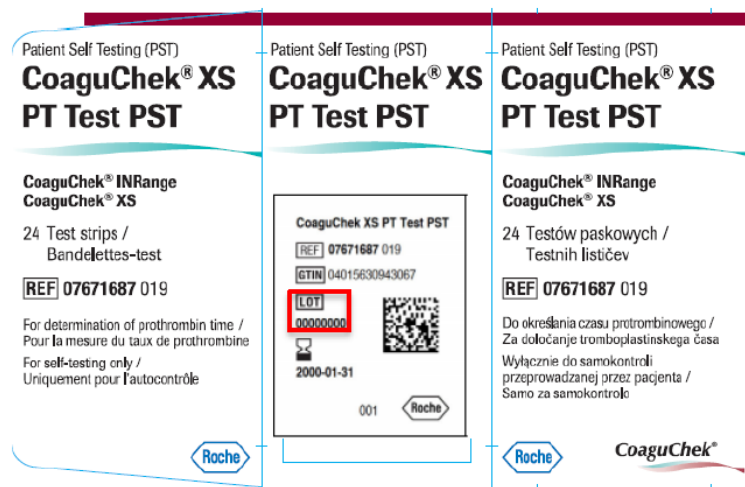 Patient Self Testing (PST)
CoaguChek® XS
PT Test PST
CoaguChek® INRange
CoaguChek® XS
24 Test strips /
Bandelettes-test
REF 07671687 019
For determination of prothrombin time /
Pour la mesure du taux de prothrombine
For self-testing only /
Uniquement pour l'autocontrôle
Roche
Patient Self Testing (PST)
CoaguChek® XS
PT Test PST
CoaguChek XS PT Test PST
REF 07671687 019
GTIN 04015630943067
LOT
00000000
2000-01-31
001
Roche
Patient Self Testing (PST)
CoaguChek® XS
PT Test PST
CoaguChek® INRange
CoaguChek® XS
24 Testów paskowych /
Testnih lističev
REF 07671687 019
Do określania czasu protrombinowego /
Za določanje tromboplastinskega časa
Wyłącznie do samokontroli
przeprowadzanej przez pacjenta /
Samo za samokontrolo
Roche
CoaguChek®